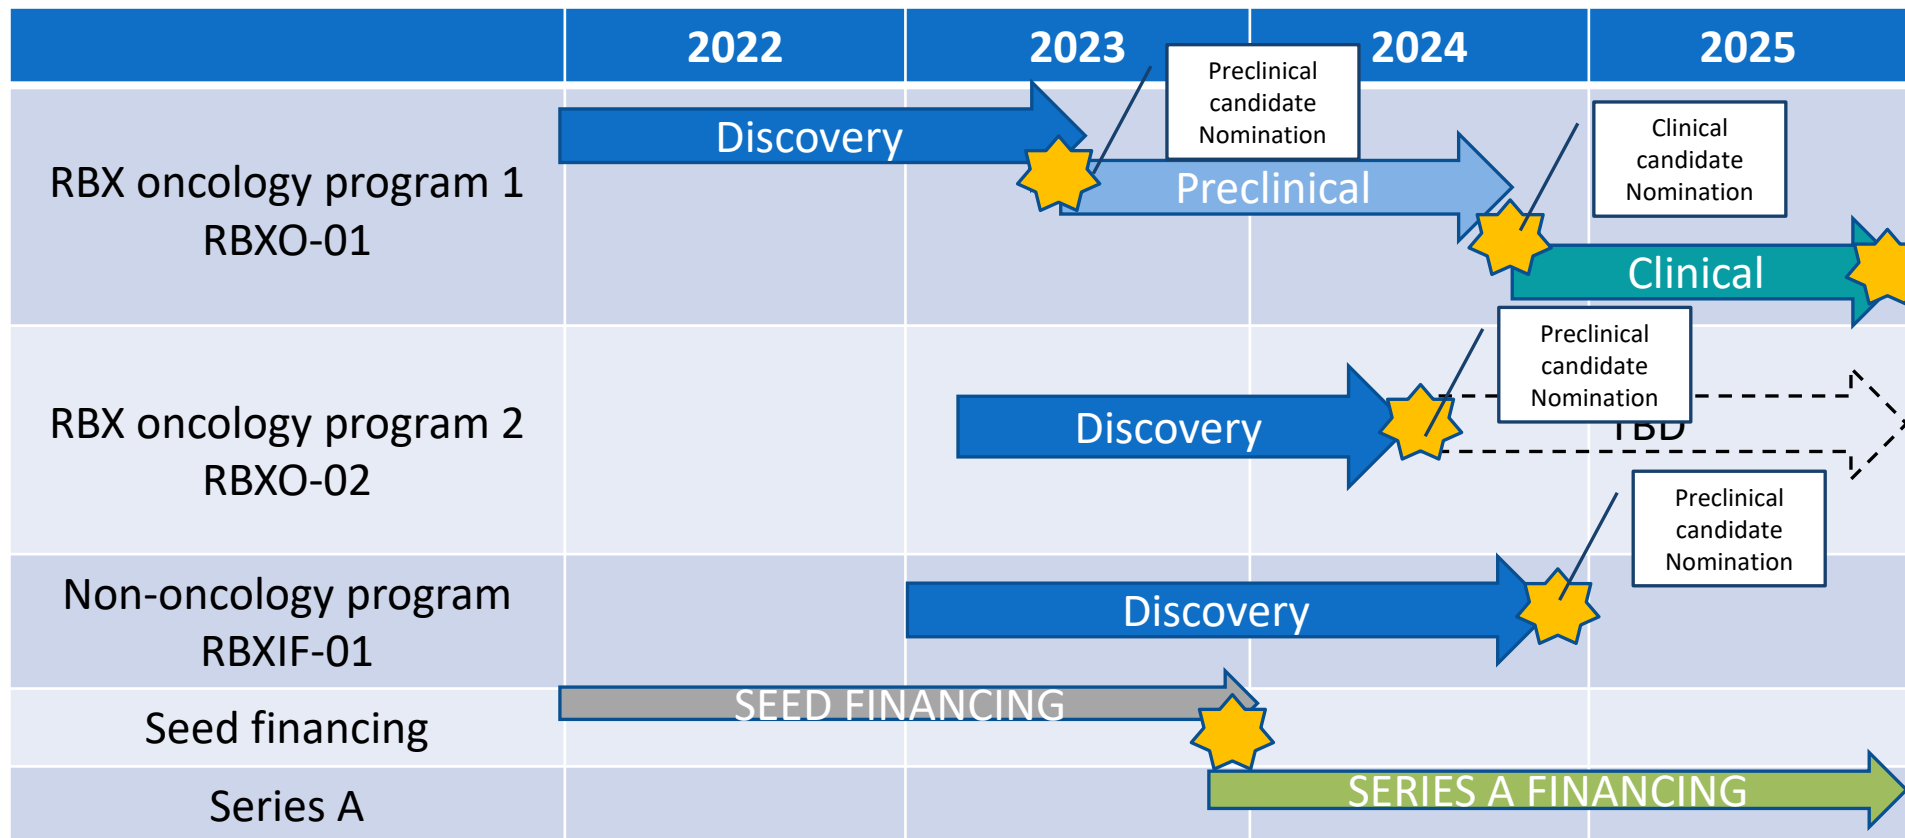 2022
2023
2024
2025
Preclinical
candidate
Nomination
Clinical
candidate
Nomination
RBX oncology program 1
RBXO-01
Discovery
Preclinical
Clinical
Preclinical
candidate
Nomination
RBX oncology program 2
RBXO-02
Discovery
TBD
Preclinical
candidate
Nomination
Non-oncology program
RBXIF-01
Discovery
Seed financing
SEED FINANCING
Series A
SERIES A FINANCING